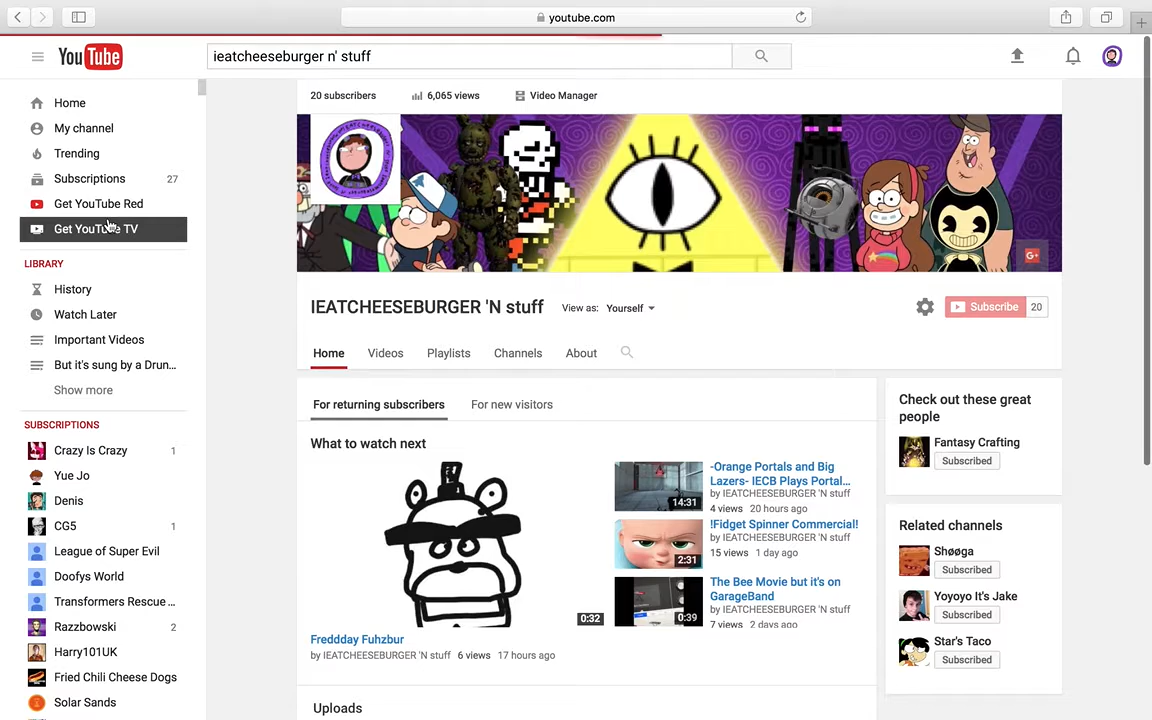 youtube.com
YouTube
ieatcheeseburger n' stuff
Home
My channel
Trending
Subscriptions 27
Get YouTube Red
Get YouTube TV
LIBRARY
History
Watch Later
Important Videos
But it's sung by a Drun...
Show more
SUBSCRIPTIONS
Crazy Is Crazy 1
Yue Jo
Denis
CG5 1
League of Super Evil
Doofys World
Transformers Rescue ...
Razzbowski 2
Harry101UK
Fried Chili Cheese Dogs
Solar Sands
20 subscribers
6,065 views
Video Manager
G+
IEATCHEESEBURGER 'N stuff
View as: Yourself
Subscribe 20
Home
Videos
Playlists
Channels
About
For returning subscribers
For new visitors
What to watch next
0:32
Freddday Fuhzbur
by IEATCHEESEBURGER 'N stuff 6 views 17 hours ago
14:31
-Orange Portals and Big
Lazers- IECB Plays Portal...
by IEATCHEESEBURGER 'N stuff
4 views 20 hours ago
2:31
!Fidget Spinner Commercial!
by IEATCHEESEBURGER 'N stuff
15 views 1 day ago
0:39
The Bee Movie but it's on
GarageBand
by IEATCHEESEBURGER 'N stuff
7 views 2 days ago
Uploads
Check out these great
people
Fantasy Crafting
Subscribed
Related channels
Shøøga
Subscribed
Yoyoyo It's Jake
Subscribed
Star's Taco
Subscribed